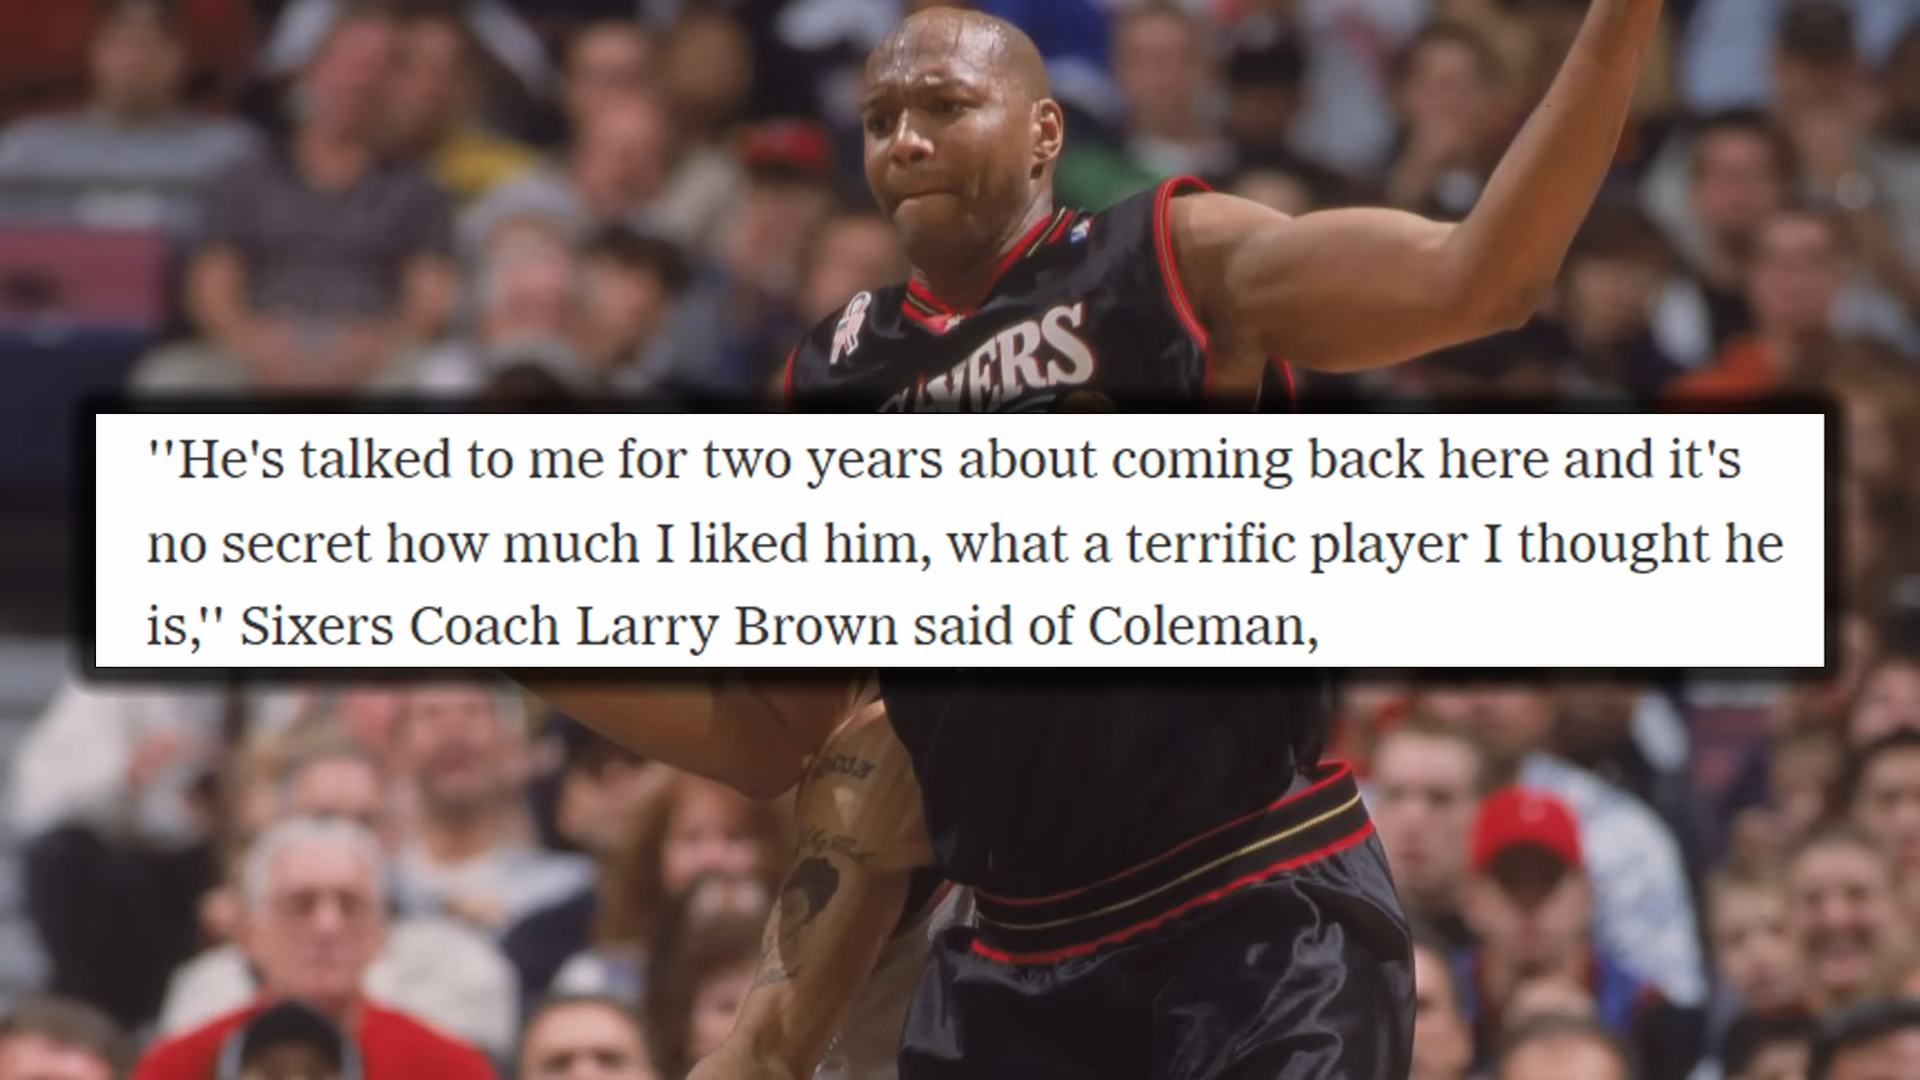 SIXERS
''He's talked to me for two years about coming back here and it's
no secret how much I liked him, what a terrific player I thought he
is,'' Sixers Coach Larry Brown said of Coleman,